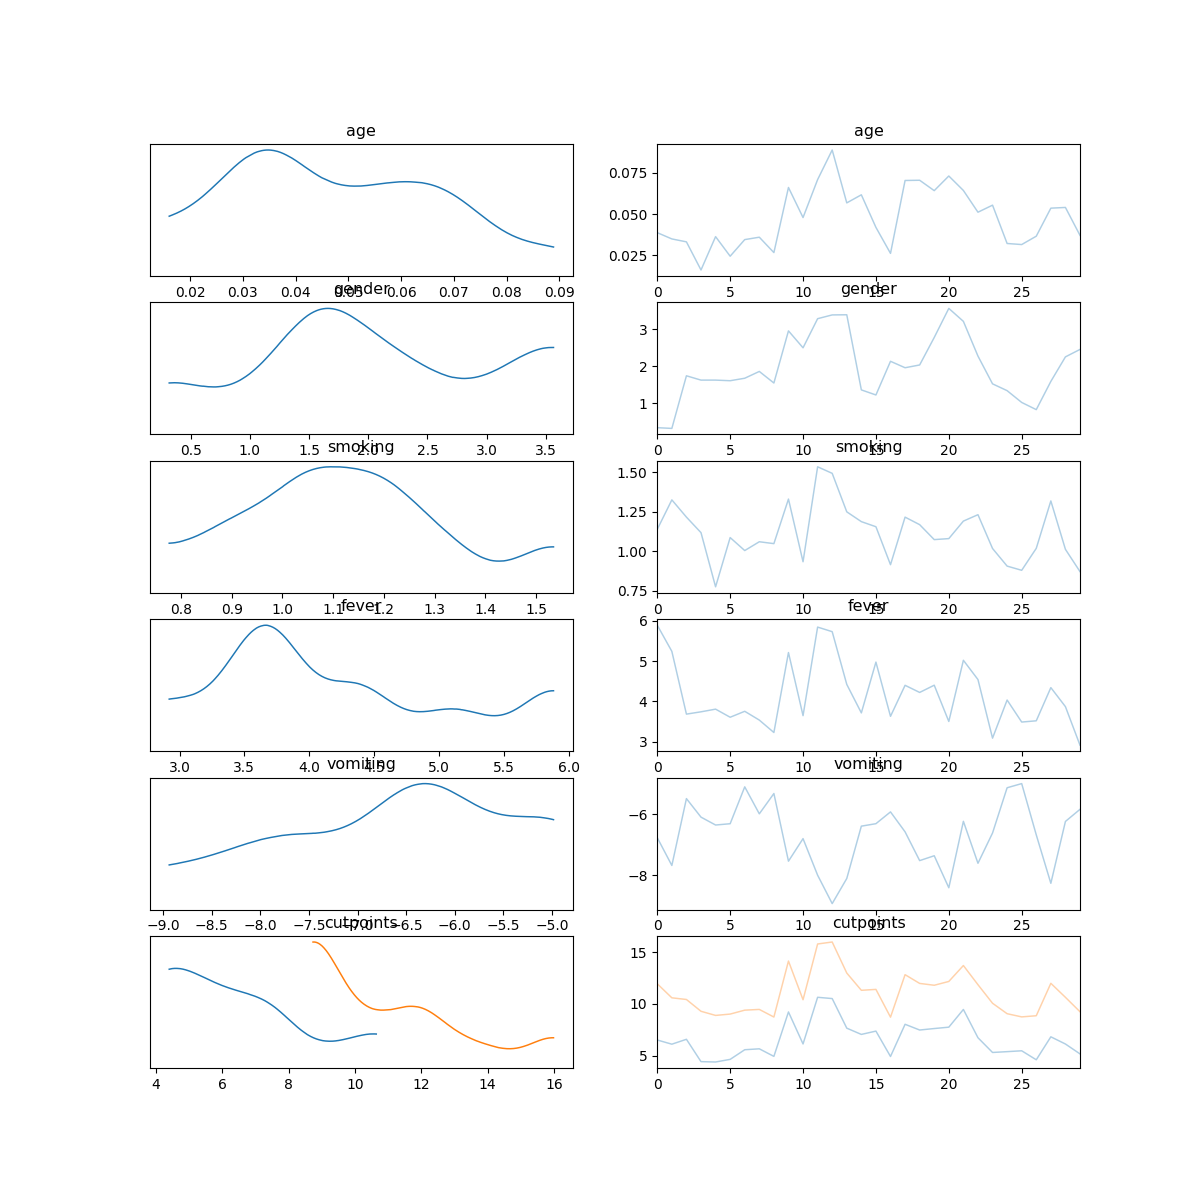 age
0.02 0.03 0.04 0.05 0.06 0.07 0.08 0.09
age
0.075
0.050
0.025
0 5 10 15 20 25
gender
0.5 1.0 1.5 2.0 2.5 3.0 3.5
gender
3
2
1
0 5 10 15 20 25
smoking
0.8 0.9 1.0 1.1 1.2 1.3 1.4 1.5
smoking
1.50
1.25
1.00
0.75
0 5 10 15 20 25
fever
3.0 3.5 4.0 4.5 5.0 5.5 6.0
fever
6
5
4
3
0 5 10 15 20 25
vomiting
−9.0 −8.5 −8.0 −7.5 −7.0 −6.5 −6.0 −5.5 −5.0
vomiting
−6
−8
0 5 10 15 20 25
cutpoints
4 6 8 10 12 14 16
cutpoints
15
10
5
0 5 10 15 20 25